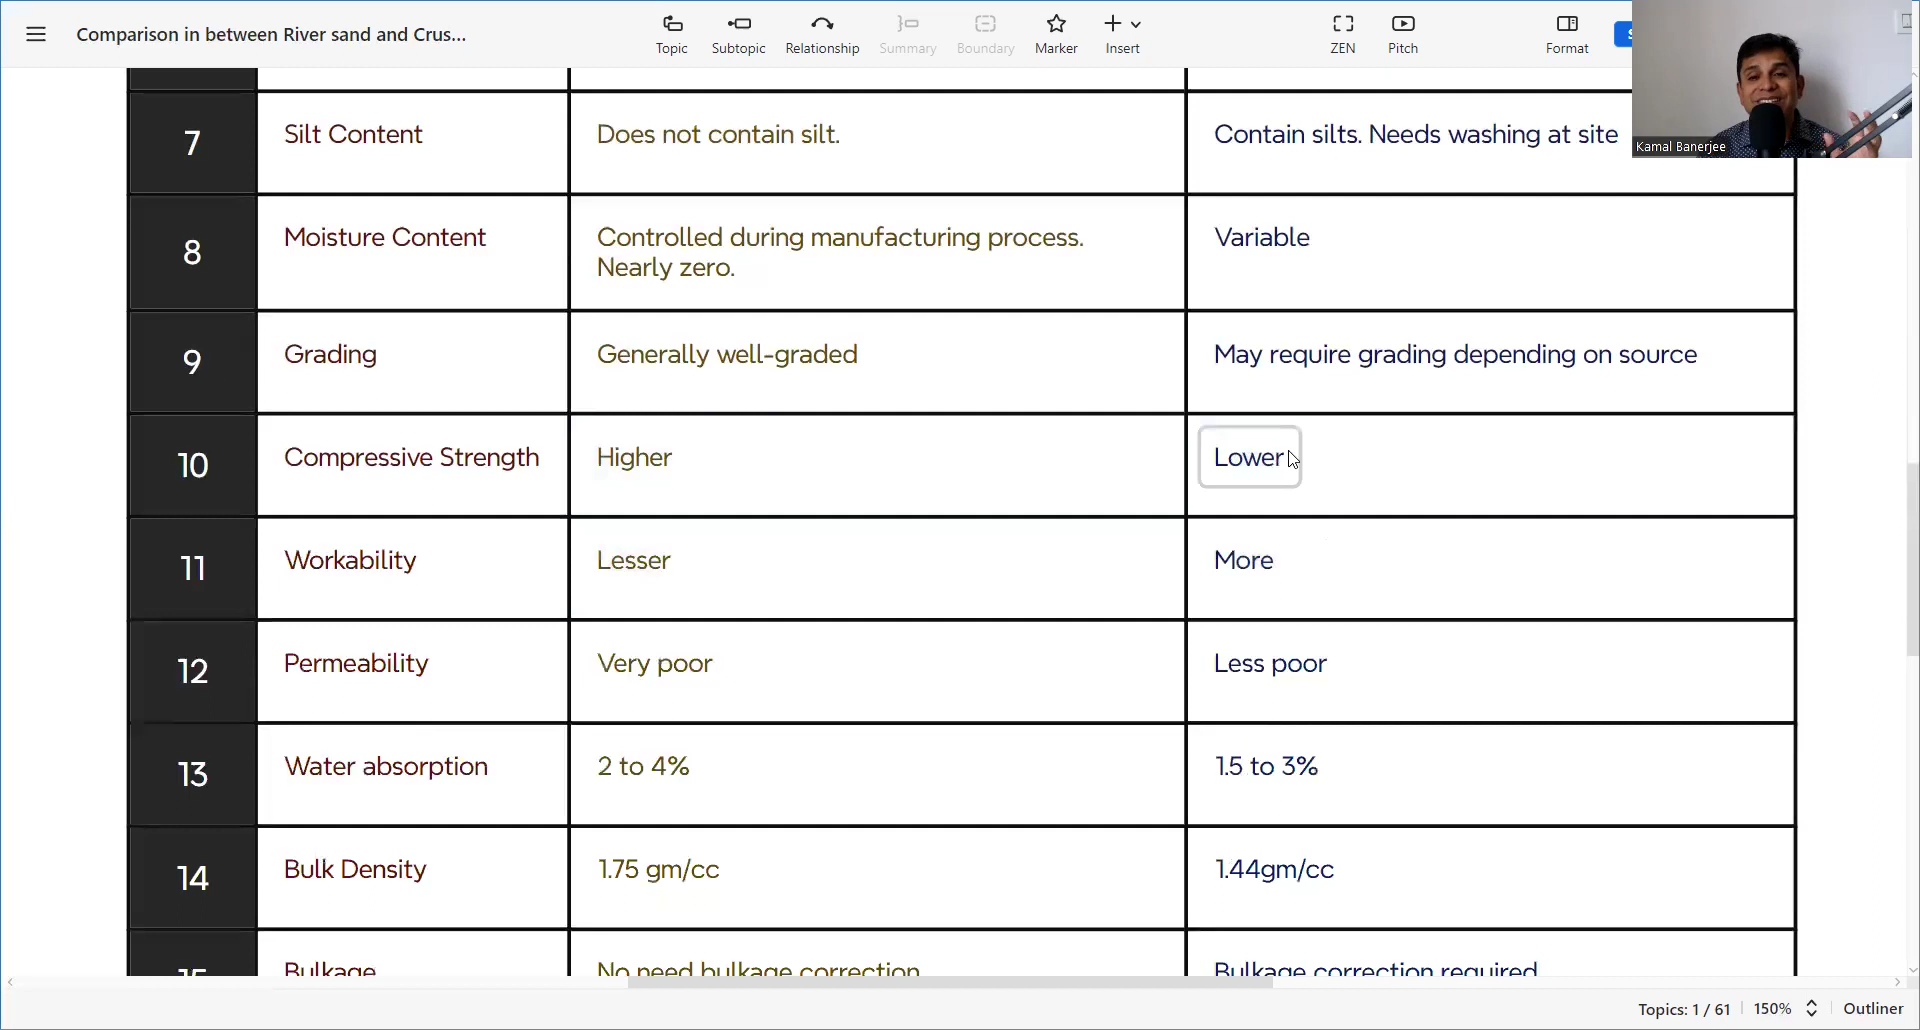 Comparison in between River sand and Crus...
Topic
Subtopic
Relationship
Summary
Boundary
Marker
Insert
ZEN
Pitch
Format
Kamal Banerjee
7 Silt Content Does not contain silt. Contain silts. Needs washing at site
8 Moisture Content Controlled during manufacturing process. Variable
Nearly zero.
9 Grading Generally well-graded May require grading depending on source
10 Compressive Strength Higher Lower
11 Workability Lesser More
12 Permeability Very poor Less poor
13 Water absorption 2 to 4% 1.5 to 3%
14 Bulk Density 1.75 gm/cc 1.44gm/cc
15 Bulkage No need bulkage correction Bulkage correction required
Topics: 1 / 61 150% Outliner